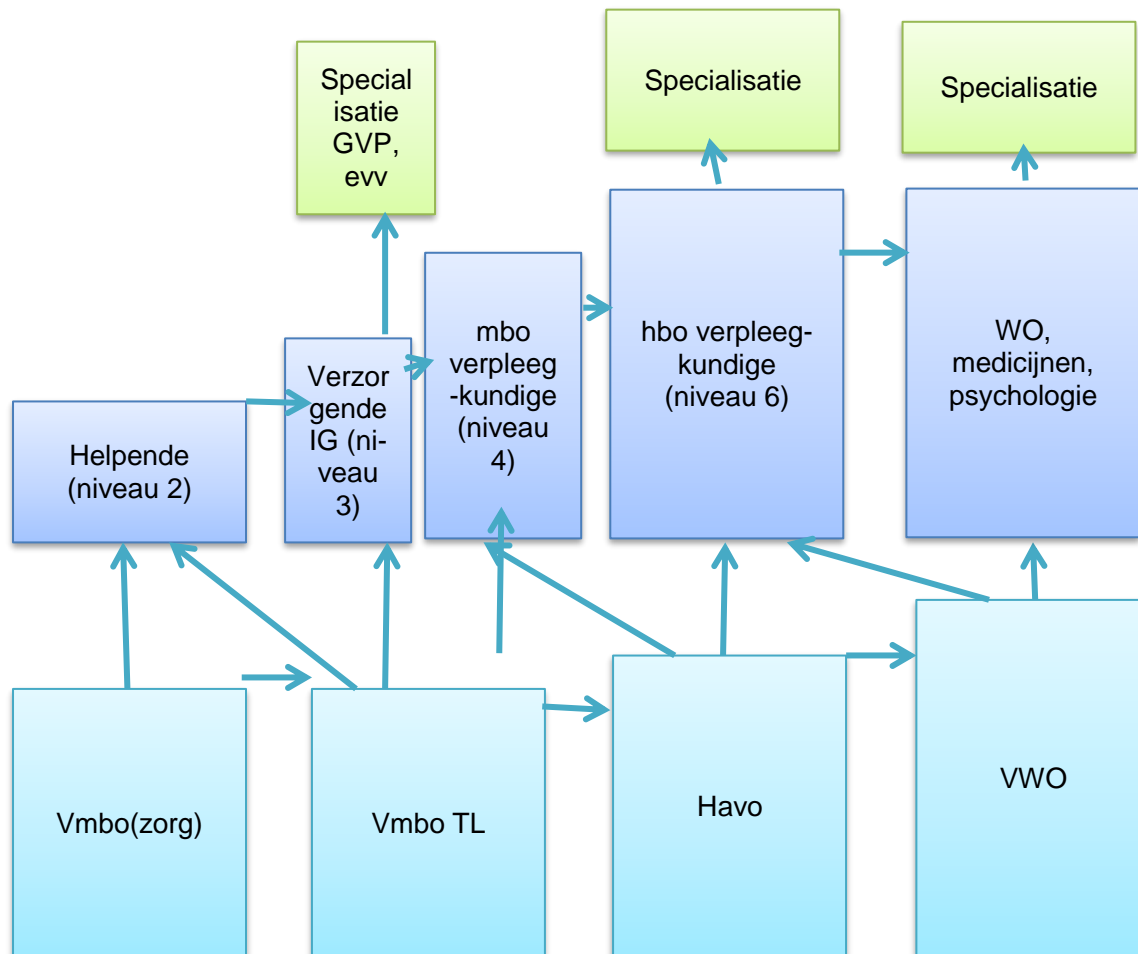 Special
isatie
GVP,
evv
Specialisatie
Specialisatie
Helpende
(niveau 2)
Verzor
gende
IG (ni-
veau
3)
mbo
verpleeg
-kundige
(niveau
4)
hbo verpleeg-
kundige
(niveau 6)
WO,
medicijnen,
psychologie
Vmbo(zorg)
Vmbo TL
Havo
VWO